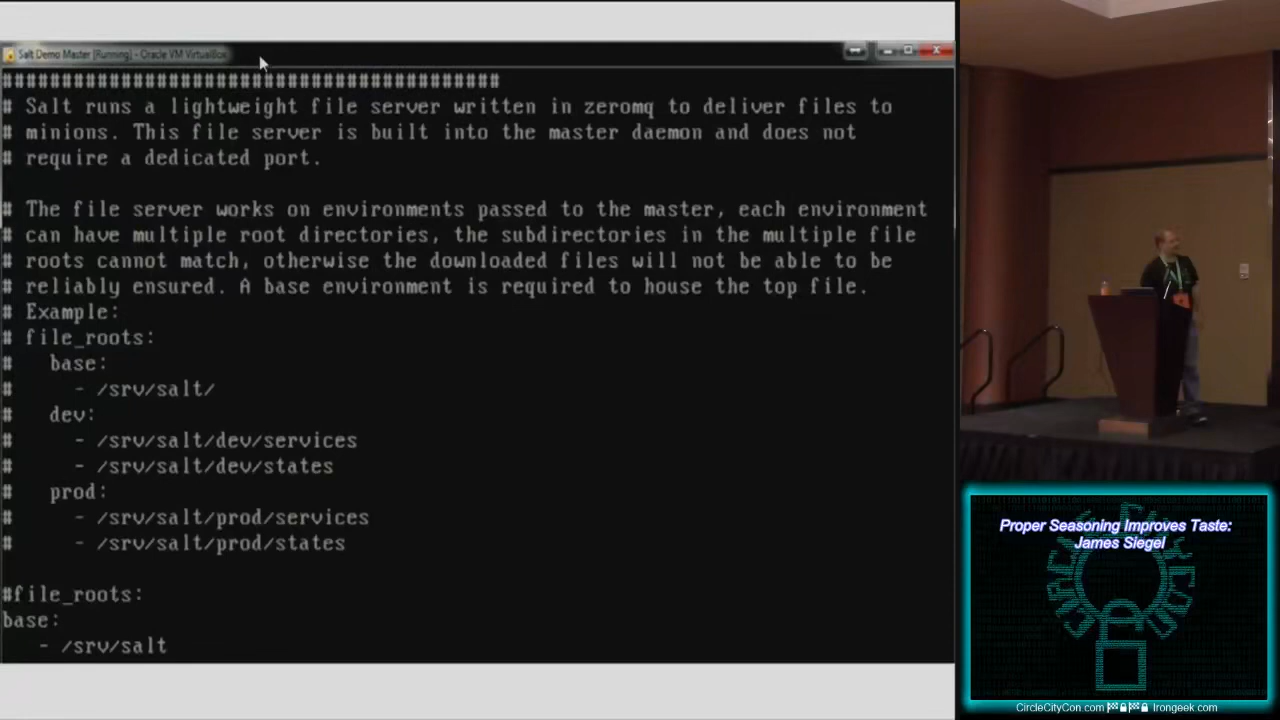 Salt Demo Master [Running] - Oracle VM VirtualBox
##########################################
# Salt runs a lightweight file server written in zeromq to deliver files to
# minions. This file server is built into the master daemon and does not
# require a dedicated port.
# The file server works on environments passed to the master, each environment
# can have multiple root directories, the subdirectories in the multiple file
# roots cannot match, otherwise the downloaded files will not be able to be
# reliably ensured. A base environment is required to house the top file.
# Example:
# file_roots:
#   base:
#     - /srv/salt/
#   dev:
#     - /srv/salt/dev/services
#     - /srv/salt/dev/states
#   prod:
#     - /srv/salt/prod/services
#     - /srv/salt/prod/states
#file_roots:
base:
   - /srv/salt
Proper Seasoning Improves Taste:
James Siegel
CircleCityCon.com
Irongeek.com